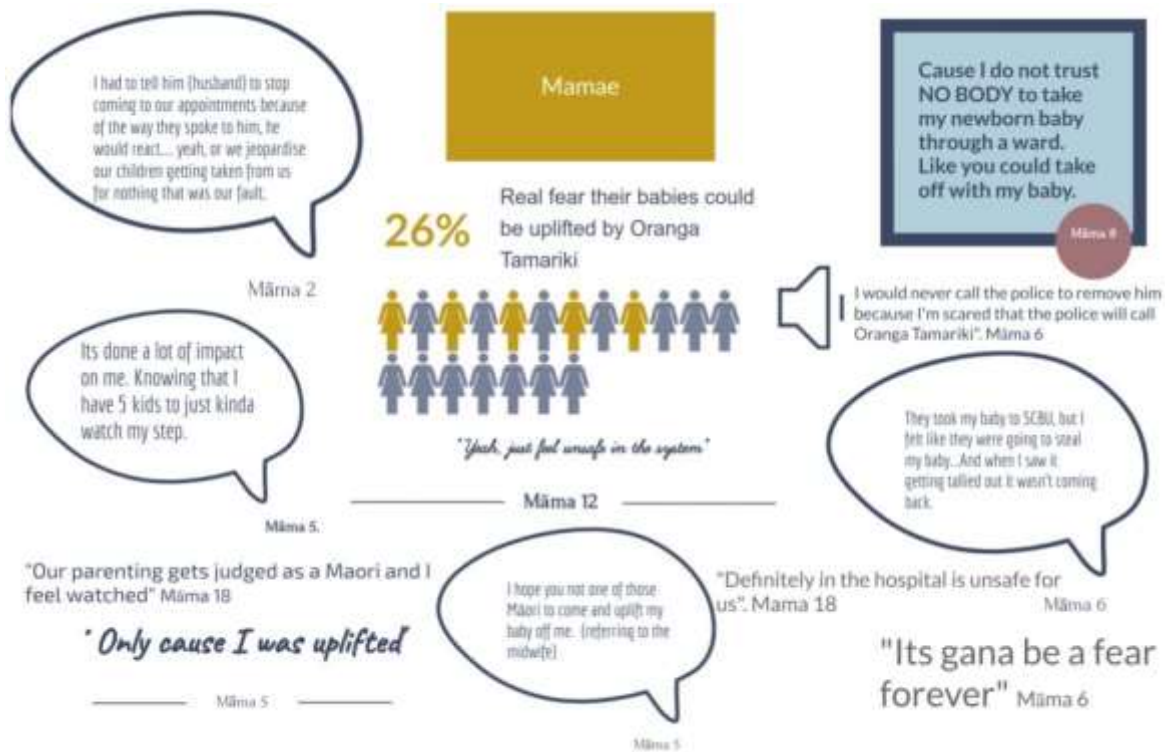 I had to tell him (husband) to stop
coming to our appointments because
of the way they spoke to him, he
would react.... yeah, or we jeopardise
our children getting taken from us
for nothing that was our fault.
Māma 2
Mamae
Cause I do not trust
NO BODY to take
my newborn baby
through a ward.
Like you could take
off with my baby.
Māma
26%
Real fear their babies could
be uplifted by Oranga
Tamariki
I would never call the police to remove him
because I'm scared that the police will call
Oranga Tamariki". Māma 6
Its done a lot of impact
on me. Knowing that I
have 5 kids to just kinda
watch my step.
Māma 5.
"Yeah, just feel unsafe in the system"
Māma 12
They took my baby to SCBU, but I
felt like they were going to steal
my baby...And when I saw it
getting tallied out it wasn't coming
back.
Māma 6
"Our parenting gets judged as a Maori and I
feel watched" Māma 18
" Only cause I was uplifted"
Māma 5
I hope you not one of those
Māori to come and uplift my
baby off me. (referring to the
midwife)
Māma 5
"Definitely in the hospital is unsafe for
us". Mama 18
"Its gana be a fear
forever" Māma 6